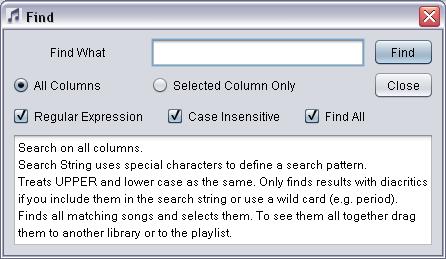 Find
Find What
Find
All Columns
Selected Column Only
Close
Regular Expression
Case Insensitive
Find All
Search on all columns.
Search String uses special characters to define a search pattern.
Treats UPPER and lower case as the same. Only finds results with diacritics
if you include them in the search string or use a wild card (e.g. period).
Finds all matching songs and selects them. To see them all together drag
them to another library or to the playlist.